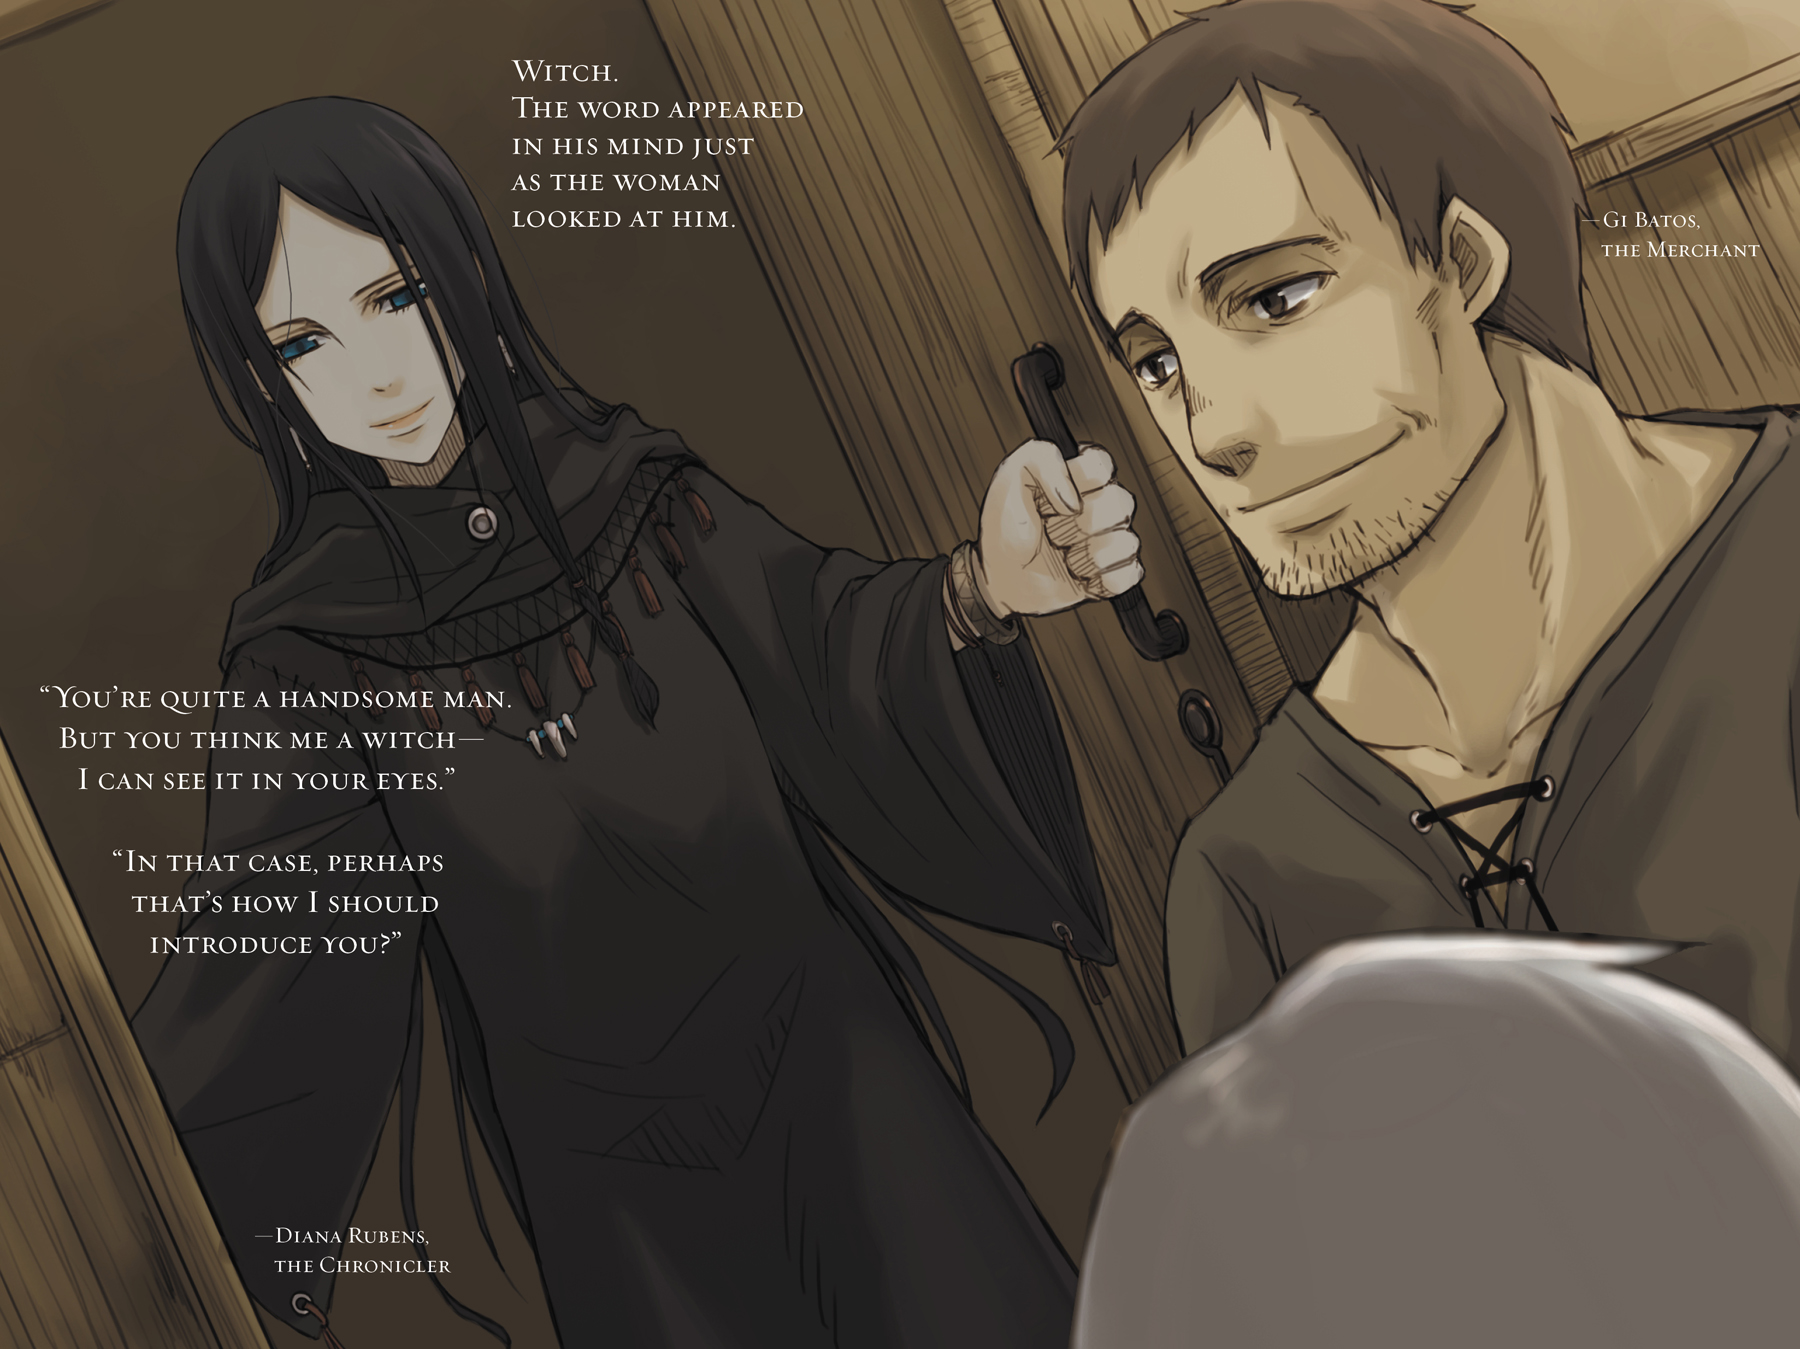 Witch.
The word appeared
in his mind just
as the woman
looked at him.
—Gi Batos,
the Merchant
“You’re quite a handsome man.
But you think me a witch—
I can see it in your eyes.”
“In that case, perhaps
that’s how I should
introduce you?”
—Diana Rubens,
the Chronicler